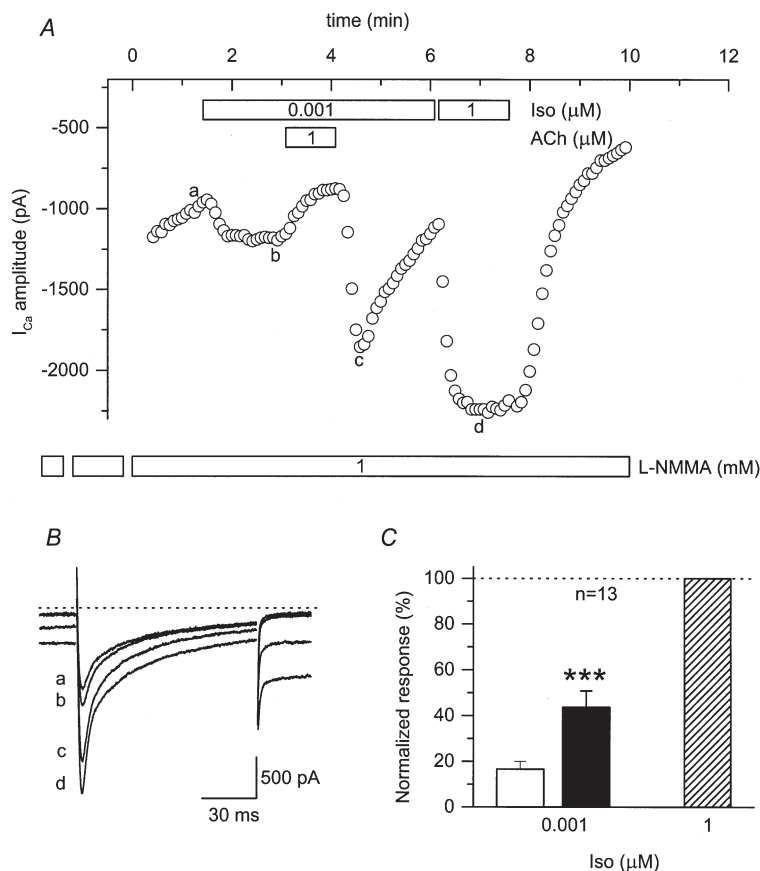 A
time (min)
0 2 4 6 8 10 12
0.001 1 Iso (μM)
1 ACh (μM)
-500
-1000
-1500
-2000
I_Ca amplitude (pA)
a
b
c
d
1 L-NMMA (mM)
B
a
b
c
d
500 pA
30 ms
C
Normalized response (%)
100
80
60
40
20
0
n=13
***
0.001 1
Iso (μM)